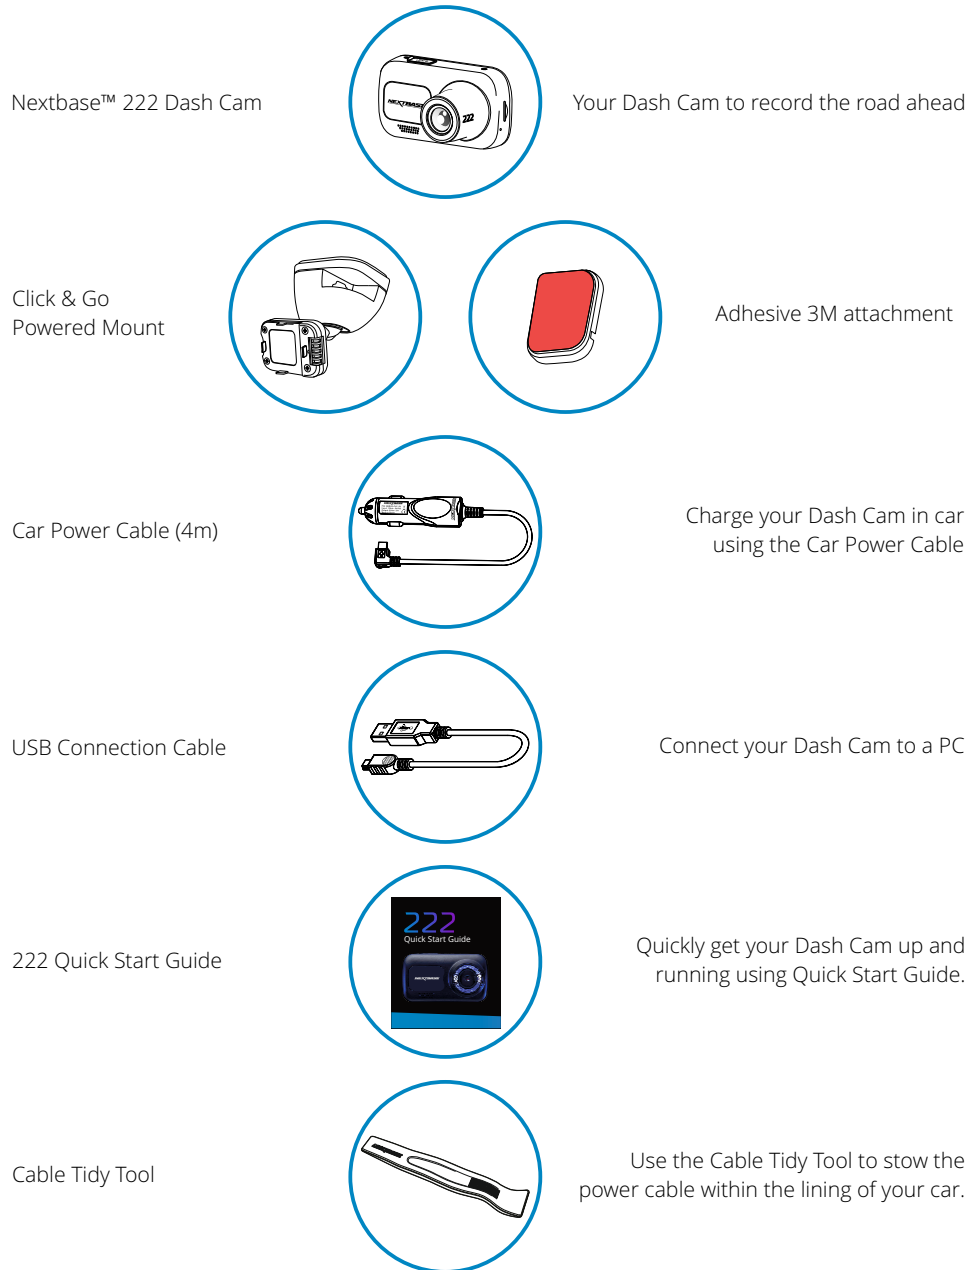 Nextbase™ 222 Dash Cam
NEXTBASE
222
Your Dash Cam to record the road ahead
Click & Go
Powered Mount
Adhesive 3M attachment
Car Power Cable (4m)
Charge your Dash Cam in car
using the Car Power Cable
USB Connection Cable
Connect your Dash Cam to a PC
222 Quick Start Guide
222
Quick Start Guide
NEXTBASE
Quickly get your Dash Cam up and
running using Quick Start Guide.
Cable Tidy Tool
Use the Cable Tidy Tool to stow the
power cable within the lining of your car.